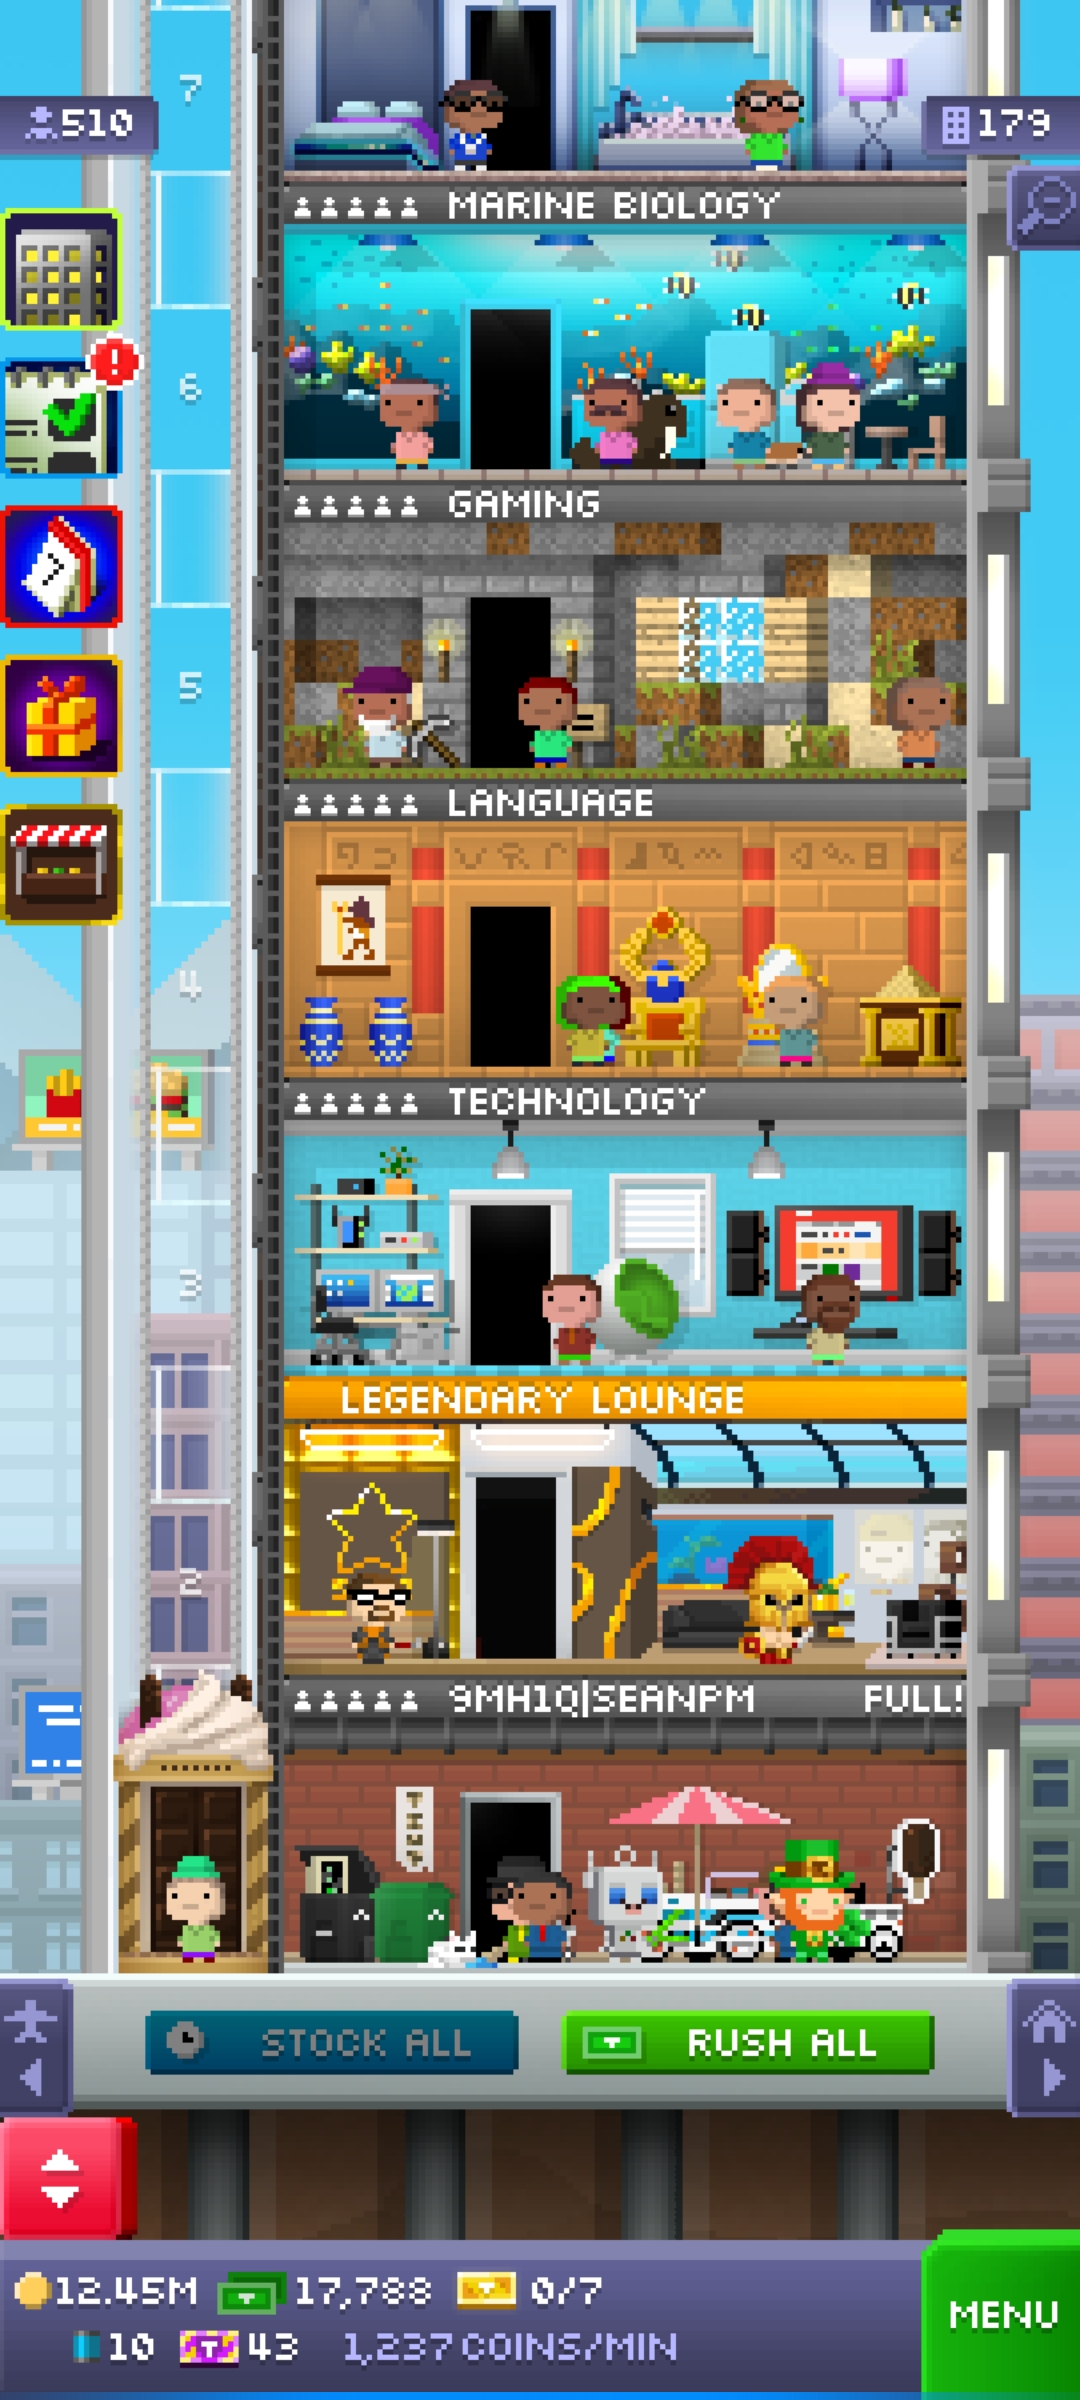 7
510
179
MARINE BIOLOGY
6
GAMING
5
LANGUAGE
4
TECHNOLOGY
3
LEGENDARY LOUNGE
2
9MH1Q|SEANPM FULL!
STOCK ALL
RUSH ALL
12.45M
17,788
0/7
10
43
1,237 COINS/MIN
MENU